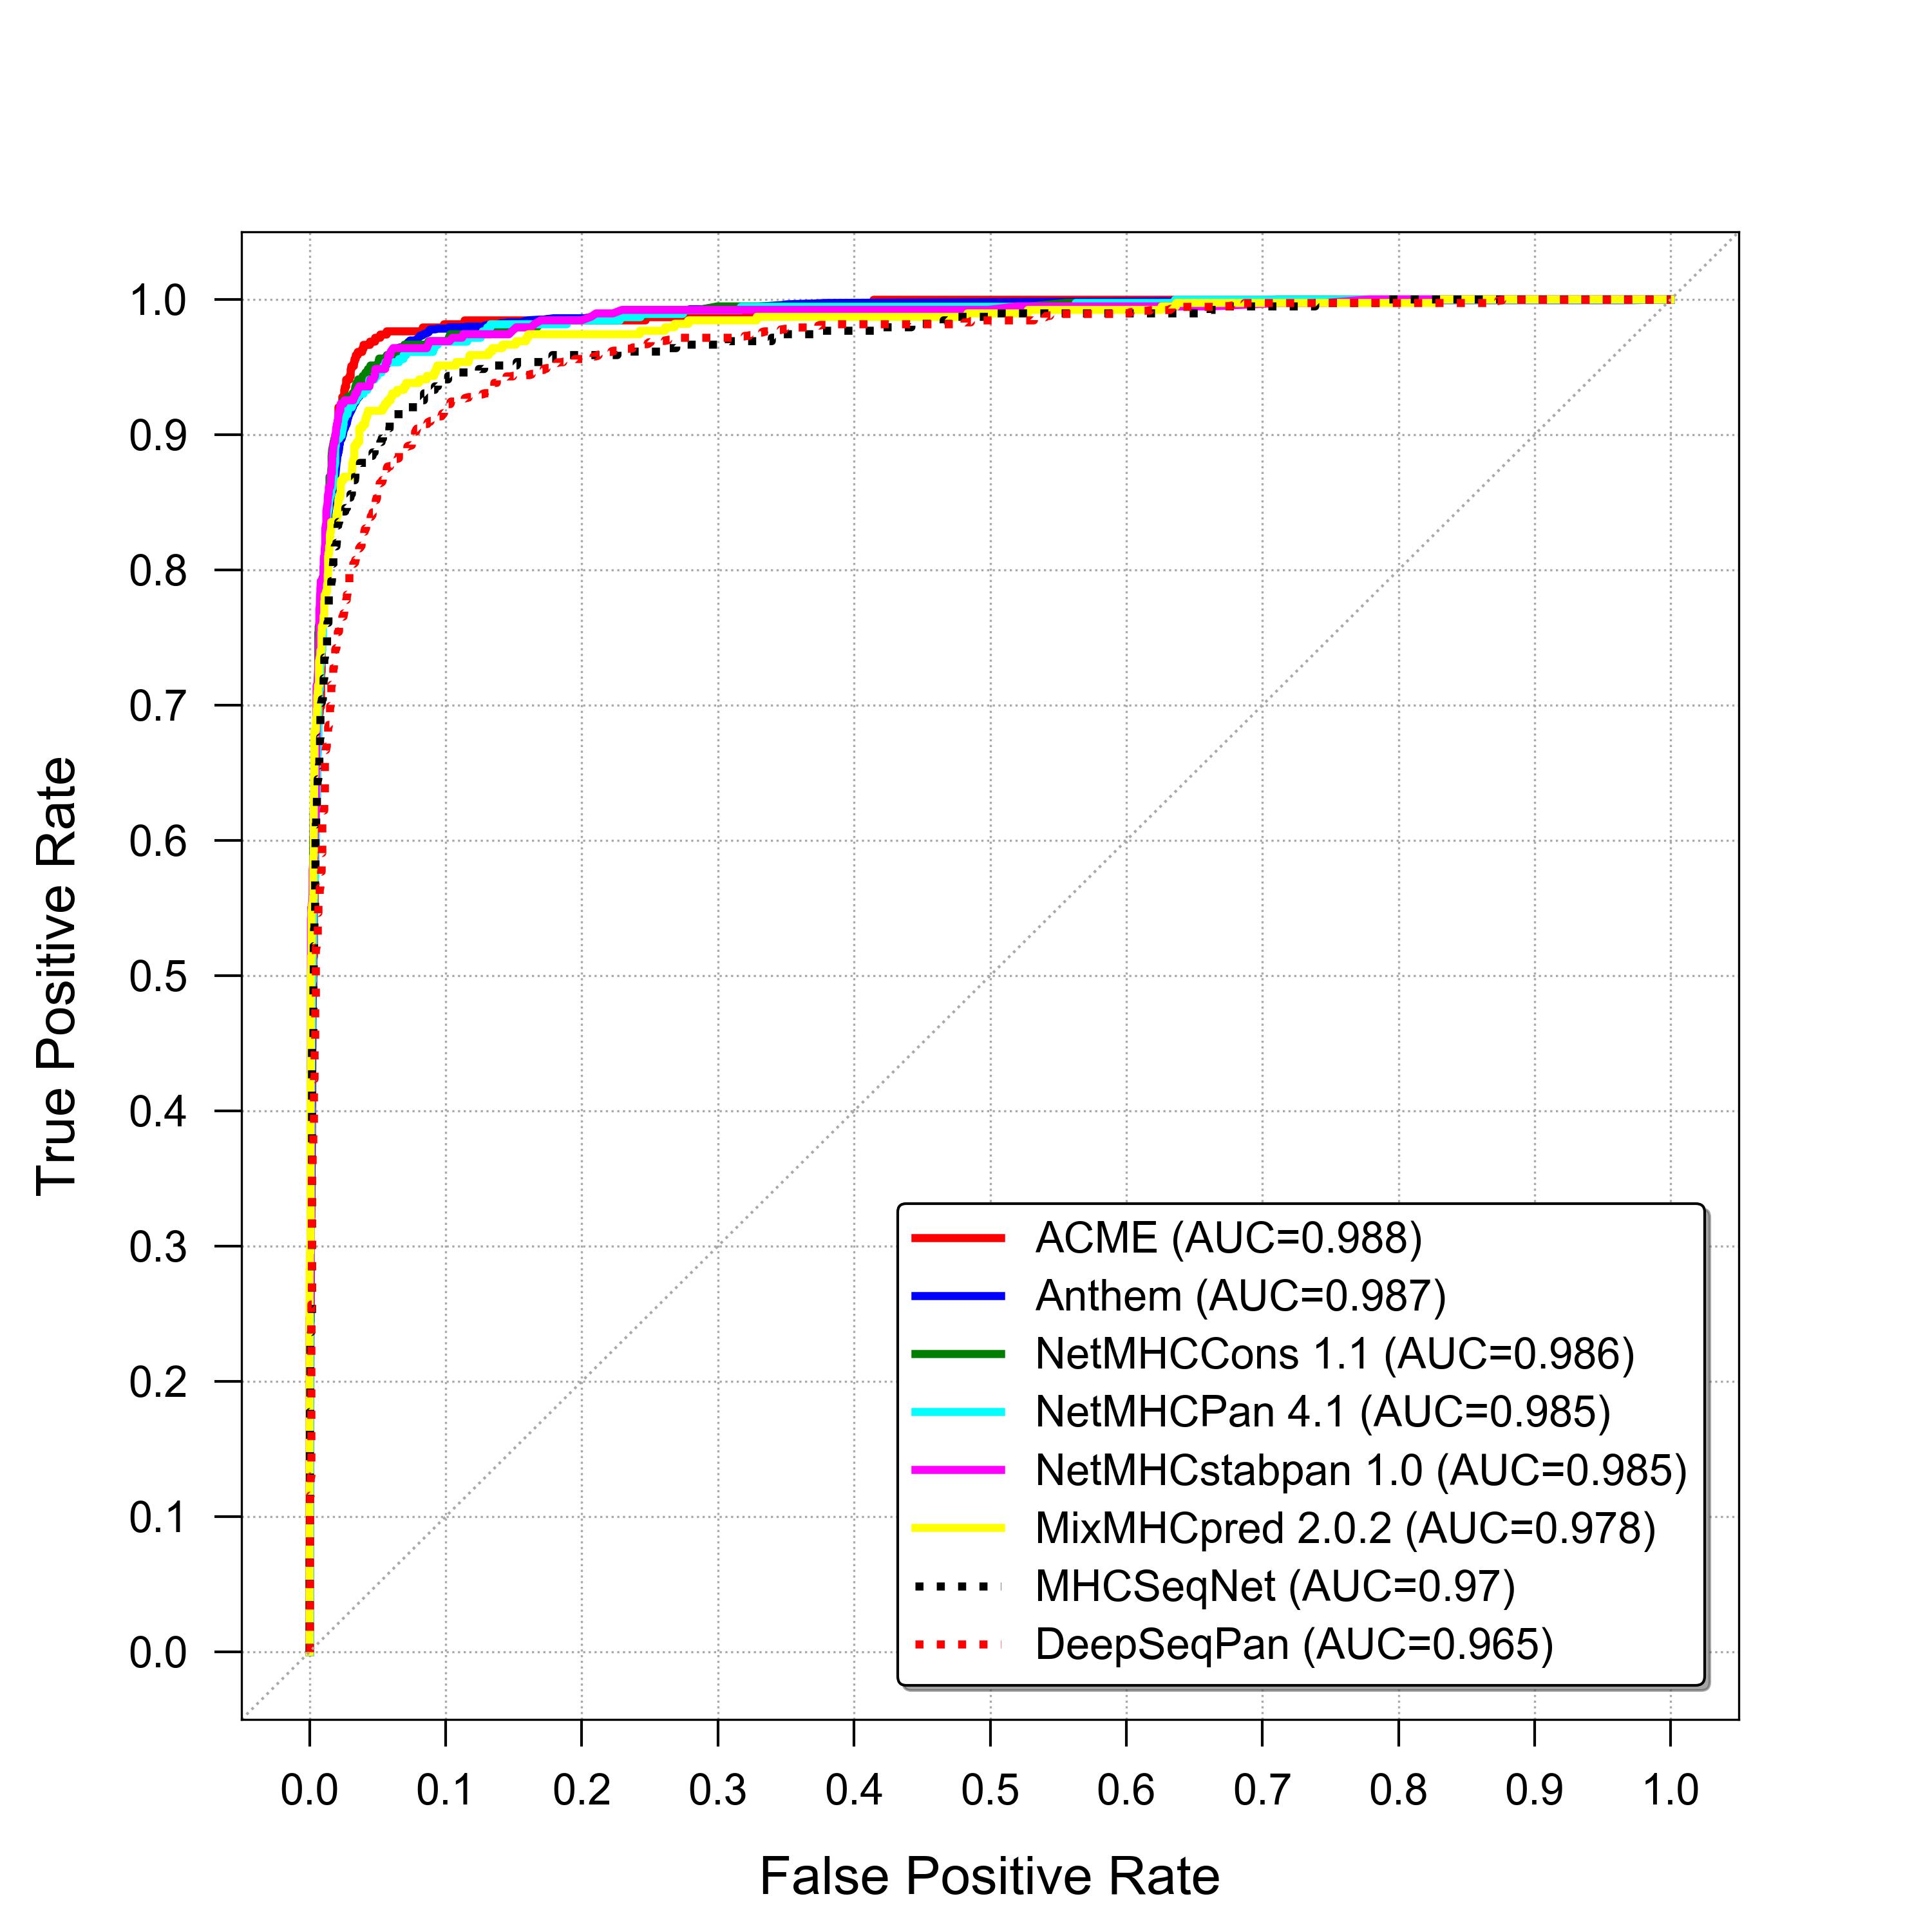 True Positive Rate
1.0
0.9
0.8
0.7
0.6
0.5
0.4
0.3
0.2
0.1
0.0
ACME (AUC=0.988)
Anthem (AUC=0.987)
NetMHCCons 1.1 (AUC=0.986)
NetMHCPan 4.1 (AUC=0.985)
NetMHCstabpan 1.0 (AUC=0.985)
MixMHCpred 2.0.2 (AUC=0.978)
MHCSeqNet (AUC=0.97)
DeepSeqPan (AUC=0.965)
0.0 0.1 0.2 0.3 0.4 0.5 0.6 0.7 0.8 0.9 1.0
False Positive Rate